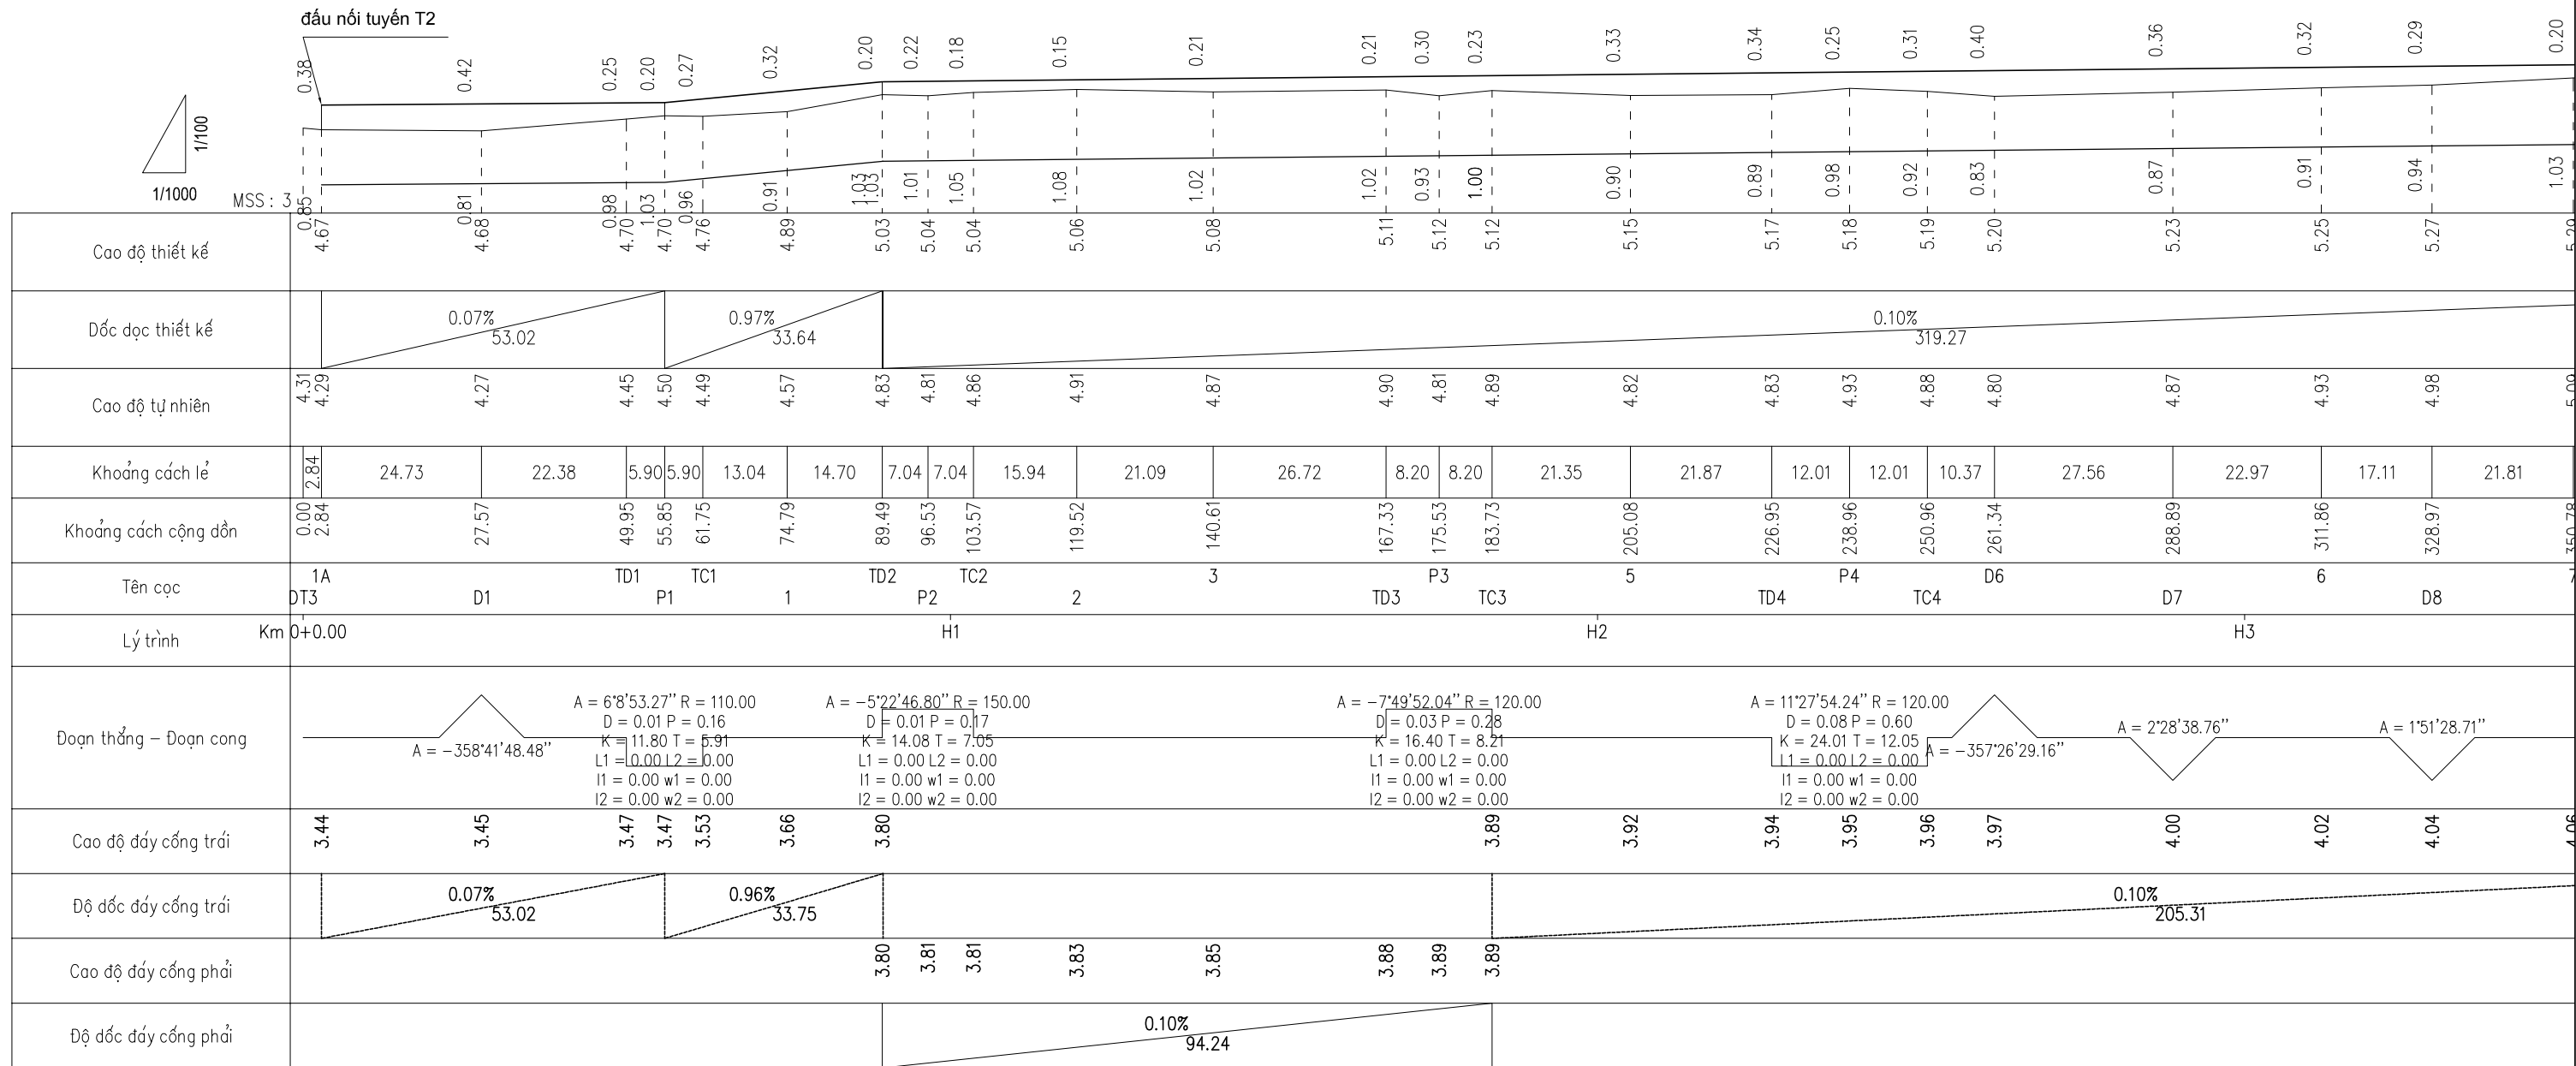 đấu nối tuyến T2
0.38 0.42 0.25 0.20 0.27 0.32 0.20 0.22 0.18 0.15 0.21 0.21 0.30 0.23 0.33 0.34 0.25 0.31 0.40 0.36 0.32 0.29 0.20
1/100
1/1000
MSS : 3
0.85 0.81 0.98 1.03 0.96 0.91 1.03 1.03 1.01 1.05 1.08 1.02 1.02 0.93 1.00 0.90 0.89 0.98 0.92 0.83 0.87 0.91 0.94 1.03
Cao độ thiết kế
4.67 4.68 4.70 4.70 4.76 4.89 5.03 5.04 5.04 5.06 5.08 5.11 5.12 5.12 5.15 5.17 5.18 5.19 5.20 5.23 5.25 5.27 5.29
Dốc dọc thiết kế
0.07% 0.97% 0.10%
53.02 33.64 319.27
Cao độ tự nhiên
4.31 4.29 4.27 4.45 4.50 4.49 4.57 4.83 4.81 4.86 4.91 4.87 4.90 4.81 4.89 4.82 4.83 4.93 4.88 4.80 4.87 4.93 4.98 5.09
Khoảng cách lẻ
2.84 24.73 22.38 5.90 5.90 13.04 14.70 7.04 7.04 15.94 21.09 26.72 8.20 8.20 21.35 21.87 12.01 12.01 10.37 27.56 22.97 17.11 21.81
Khoảng cách cộng dồn
0.00 2.84 27.57 49.95 55.85 61.75 74.79 89.49 96.53 103.57 119.52 140.61 167.33 175.53 183.73 205.08 226.95 238.96 250.96 261.34 288.89 311.86 328.97 350.78
Tên cọc
1A TD1 TC1 TD2 TC2 3 P3 5 P4 D6 6 7
DT3 D1 P1 1 P2 2 TD3 TC3 TD4 TC4 D7 D8
Lý trình
Km 0+0.00 H1 H2 H3
Đoạn thẳng – Đoạn cong
A = –358°41'48.48"
A = 6°8'53.27" R = 110.00
D = 0.01 P = 0.16
K = 11.80 T = 5.91
L1 = 0.00 L2 = 0.00
I1 = 0.00 w1 = 0.00
I2 = 0.00 w2 = 0.00
A = –5°22'46.80" R = 150.00
D = 0.01 P = 0.17
K = 14.08 T = 7.05
L1 = 0.00 L2 = 0.00
I1 = 0.00 w1 = 0.00
I2 = 0.00 w2 = 0.00
A = –7°49'52.04" R = 120.00
D = 0.03 P = 0.28
K = 16.40 T = 8.21
L1 = 0.00 L2 = 0.00
I1 = 0.00 w1 = 0.00
I2 = 0.00 w2 = 0.00
A = 11°27'54.24" R = 120.00
D = 0.08 P = 0.60
K = 24.01 T = 12.05
L1 = 0.00 L2 = 0.00
I1 = 0.00 w1 = 0.00
I2 = 0.00 w2 = 0.00
A = –357°26'29.16"
A = 2°28'38.76"
A = 1°51'28.71"
Cao độ đáy cống trái
3.44 3.45 3.47 3.47 3.53 3.66 3.80 3.89 3.92 3.94 3.95 3.96 3.97 4.00 4.02 4.04 4.06
Độ dốc đáy cống trái
0.07% 0.96% 0.10%
53.02 33.75 205.31
Cao độ đáy cống phải
3.80 3.81 3.81 3.83 3.85 3.88 3.89 3.89
Độ dốc đáy cống phải
0.10%
94.24